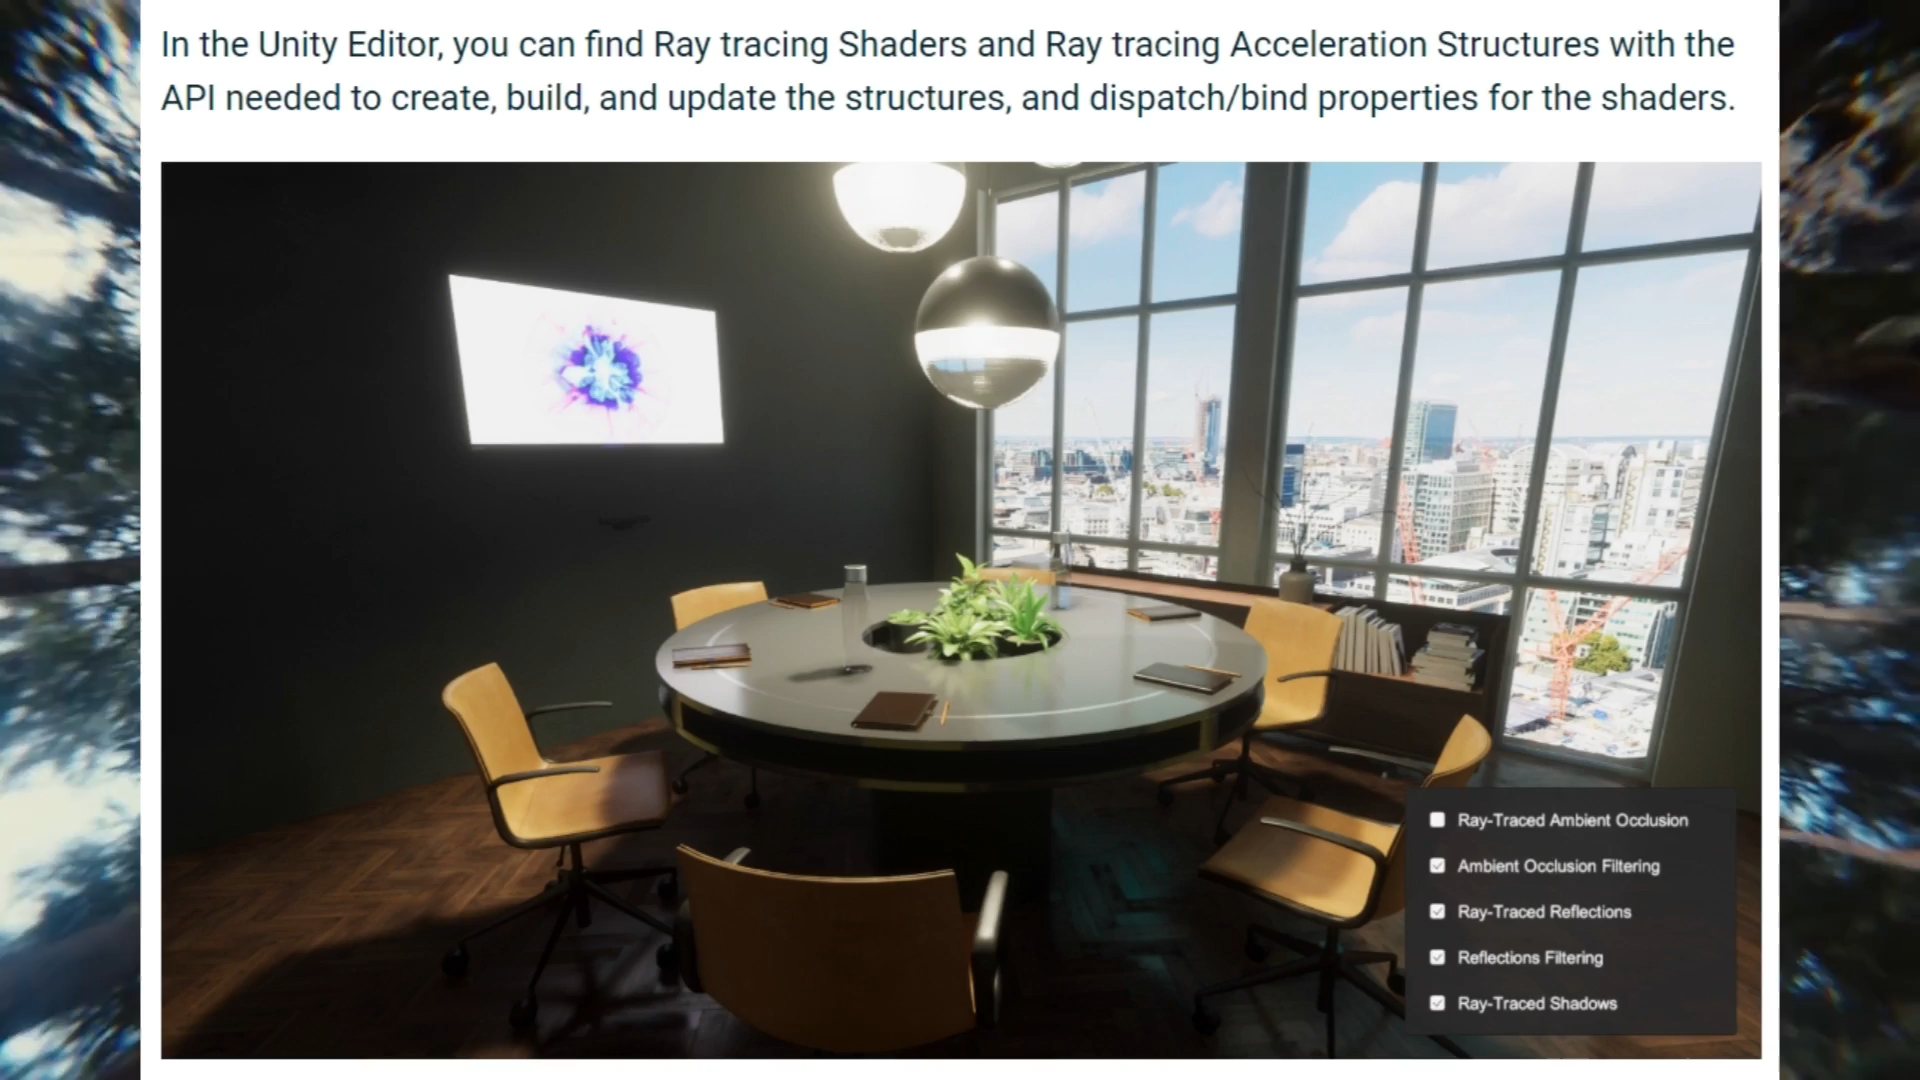 In the Unity Editor, you can find Ray tracing Shaders and Ray tracing Acceleration Structures with the
API needed to create, build, and update the structures, and dispatch/bind properties for the shaders.
Ray-Traced Ambient Occlusion
Ambient Occlusion Filtering
Ray-Traced Reflections
Reflections Filtering
Ray-Traced Shadows